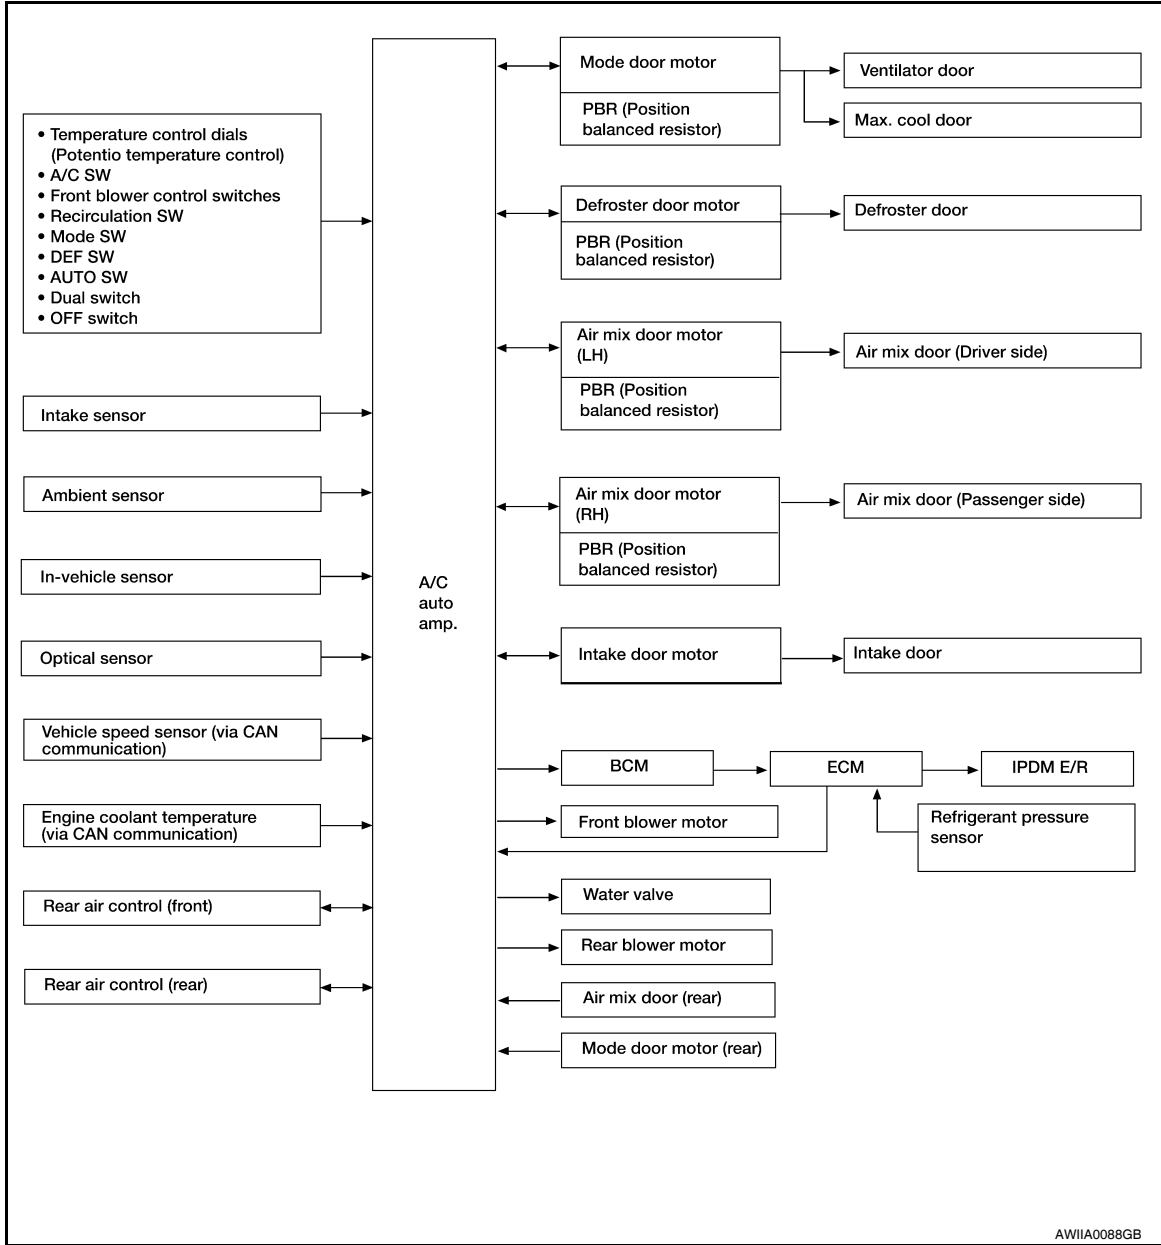 • Temperature control dials
(Potentio temperature control)
• A/C SW
• Front blower control switches
• Recirculation SW
• Mode SW
• DEF SW
• AUTO SW
• Dual switch
• OFF switch
Intake sensor
Ambient sensor
In-vehicle sensor
Optical sensor
Vehicle speed sensor (via CAN
communication)
Engine coolant temperature
(via CAN communication)
Rear air control (front)
Rear air control (rear)
A/C
auto
amp.
Mode door motor
PBR (Position
balanced resistor)
Ventilator door
Max. cool door
Defroster door motor
PBR (Position
balanced resistor)
Defroster door
Air mix door motor
(LH)
PBR (Position
balanced resistor)
Air mix door (Driver side)
Air mix door motor
(RH)
PBR (Position
balanced resistor)
Air mix door (Passenger side)
Intake door motor
Intake door
BCM
ECM
IPDM E/R
Front blower motor
Refrigerant pressure
sensor
Water valve
Rear blower motor
Air mix door (rear)
Mode door motor (rear)
AWIIA0088GB